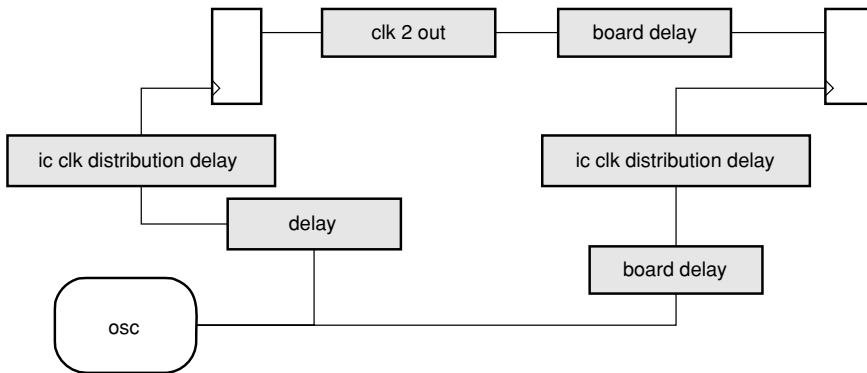 clk 2 out
board delay
ic clk distribution delay
ic clk distribution delay
delay
board delay
osc